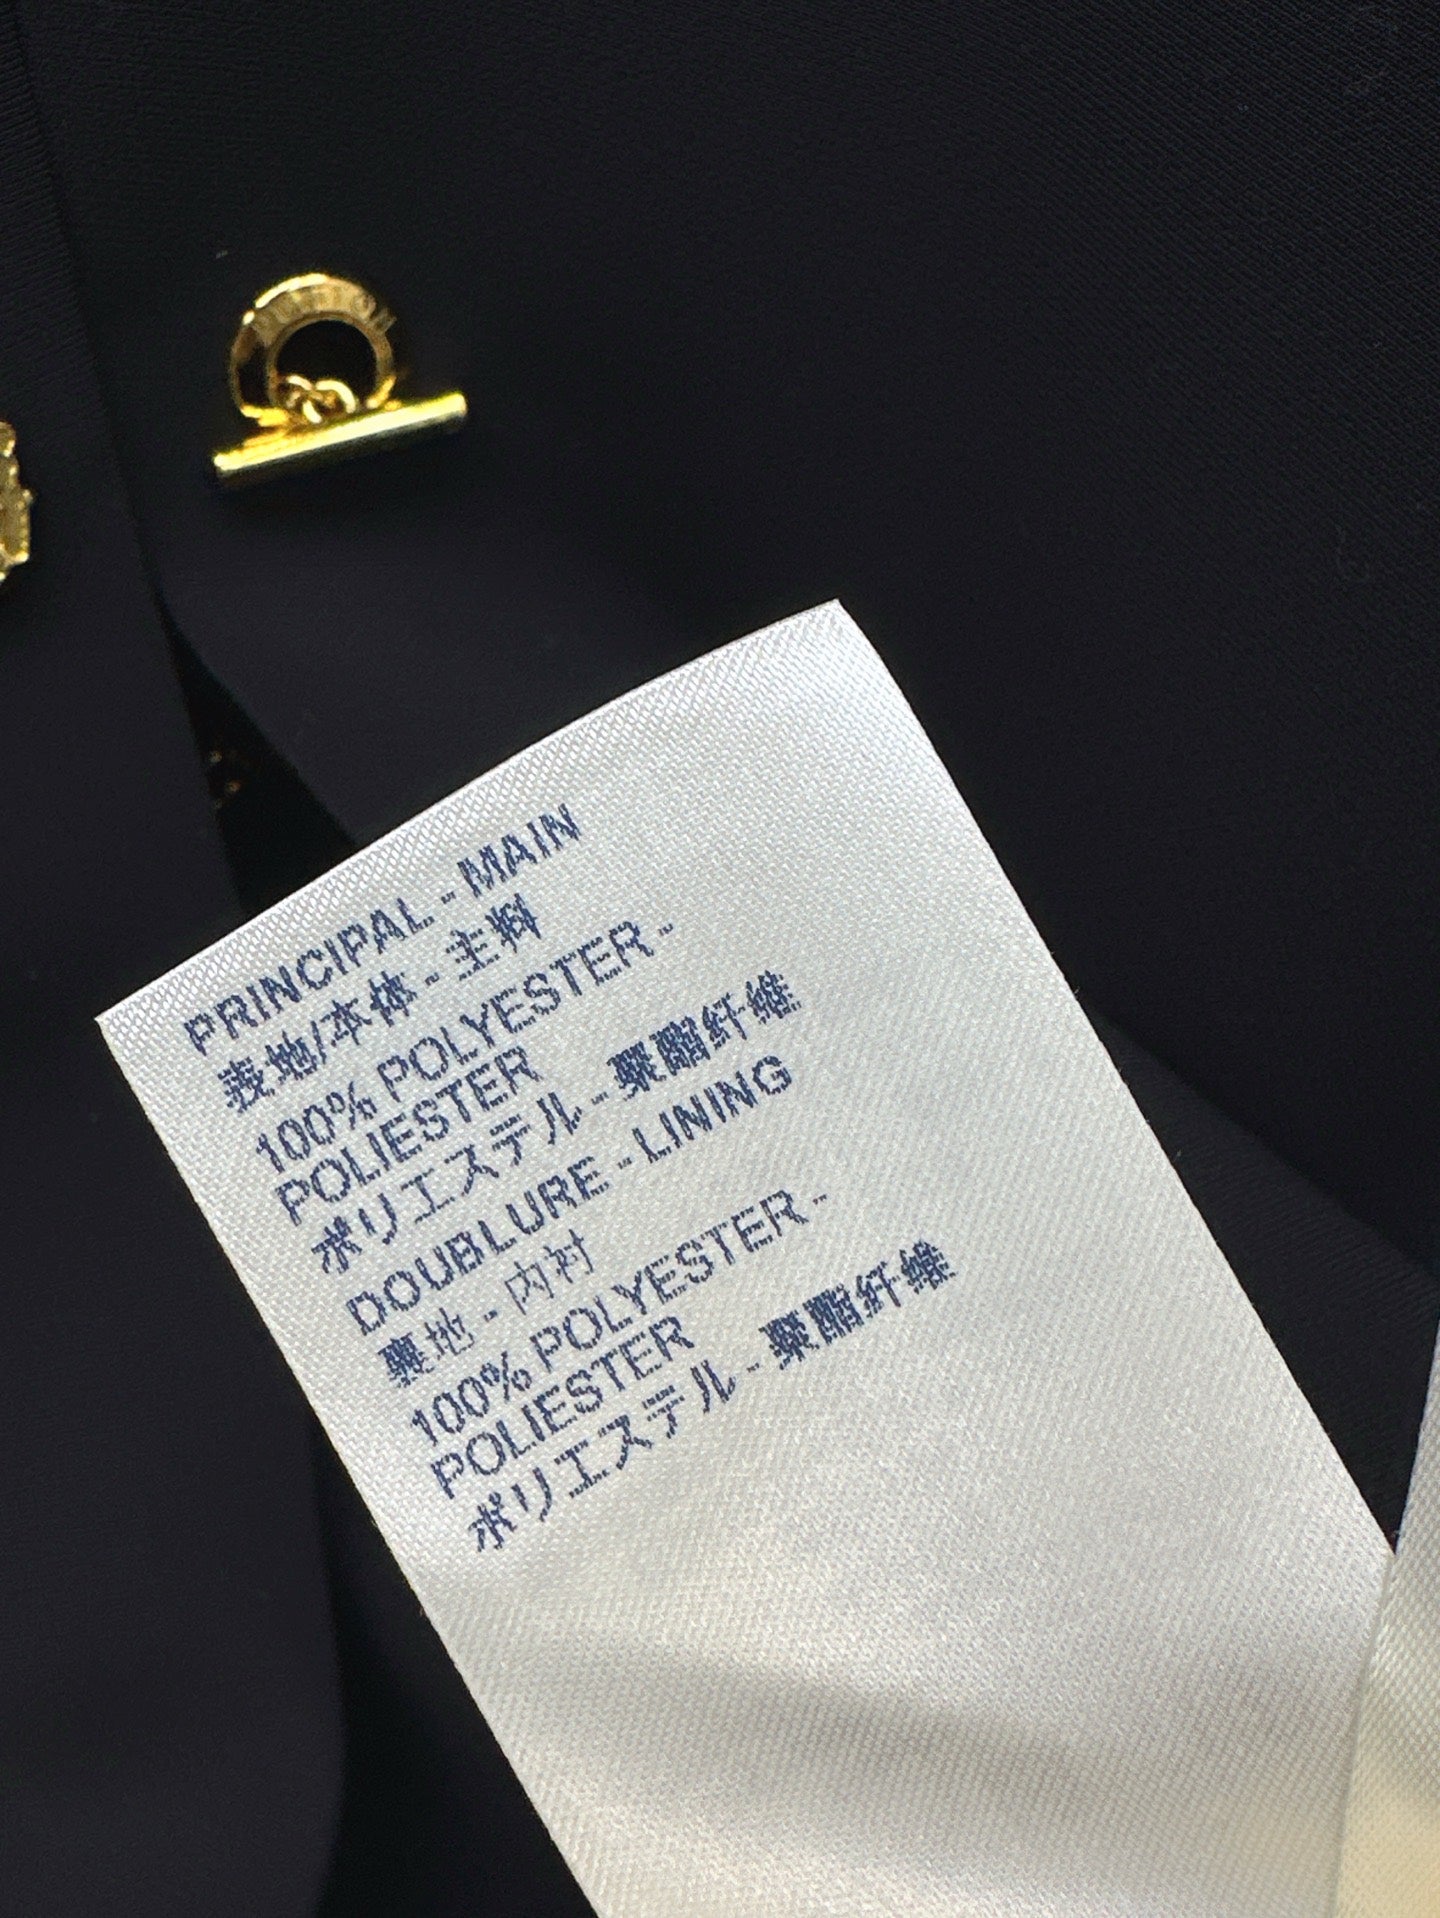 PRINCIPAL - MAIN
表地/本体 - 主料
100% POLYESTER -
POLIESTER
ポリエステル - 聚酯纤维
DOUBLURE - LINING
裏地 - 内衬
100% POLYESTER -
POLIESTER
ポリエステル - 聚酯纤维